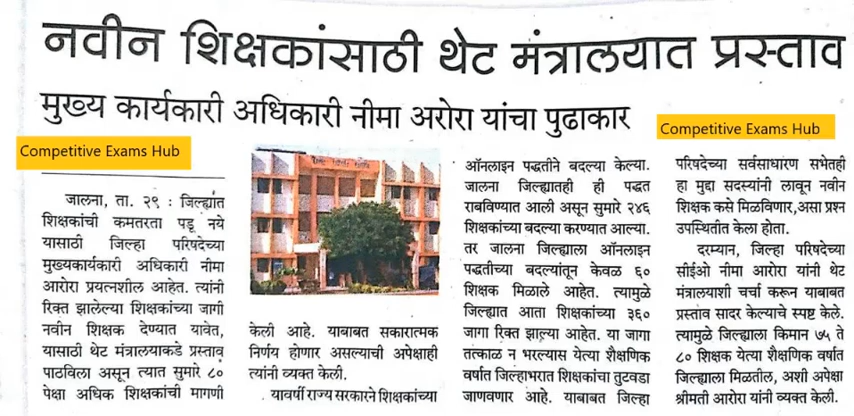 नवीन शिक्षकांसाठी थेट मंत्रालयात प्रस्ताव
मुख्य कार्यकारी अधिकारी नीमा अरोरा यांचा पुढाकार
Competitive Exams Hub
Competitive Exams Hub
जालना, ता. २९ : जिल्ह्यात
शिक्षकांची कमतरता पडू नये
यासाठी जिल्हा परिषदेच्या
मुख्यकार्यकारी अधिकारी नीमा
आरोरा प्रयत्नशील आहेत. त्यांनी
रिक्त झालेल्या शिक्षकांच्या जागी
नवीन शिक्षक देण्यात यावेत,
यासाठी थेट मंत्रालयाकडे प्रस्ताव
पाठविला असून त्यात सुमारे ८०
पेक्षा अधिक शिक्षकांची मागणी
केली आहे. याबाबत सकारात्मक
निर्णय होणार असल्याची अपेक्षाही
त्यांनी व्यक्त केली.
यावर्षी राज्य सरकारने शिक्षकांच्या
ऑनलाइन पद्धतीने बदल्या केल्या.
जालना जिल्ह्यातही ही पद्धत
राबविण्यात आली असून सुमारे २४६
शिक्षकांच्या बदल्या करण्यात आल्या.
तर जालना जिल्ह्याला ऑनलाइन
पद्धतीच्या बदल्यांतून केवळ ६०
शिक्षक मिळाले आहेत. त्यामुळे
जिल्ह्यात आता शिक्षकांच्या ३६०
जागा रिक्त झाल्या आहेत. या जागा
तत्काळ न भरल्यास येत्या शैक्षणिक
वर्षात जिल्हाभरात शिक्षकांचा तुटवडा
जाणवणार आहे. याबाबत जिल्हा
परिषदेच्या सर्वसाधारण सभेतही
हा मुद्दा सदस्यांनी लावून नवीन
शिक्षक कसे मिळविणार,असा प्रश्न
उपस्थितीत केला होता.
दरम्यान, जिल्हा परिषदेच्या
सीईओ नीमा आरोरा यांनी थेट
मंत्रालयाशी चर्चा करून याबाबत
प्रस्ताव सादर केल्याचे स्पष्ट केले.
त्यामुळे जिल्ह्याला किमान ७५ ते
८० शिक्षक येत्या शैक्षणिक वर्षात
जिल्ह्याला मिळतील, अशी अपेक्षा
श्रीमती आरोरा यांनी व्यक्त केली.